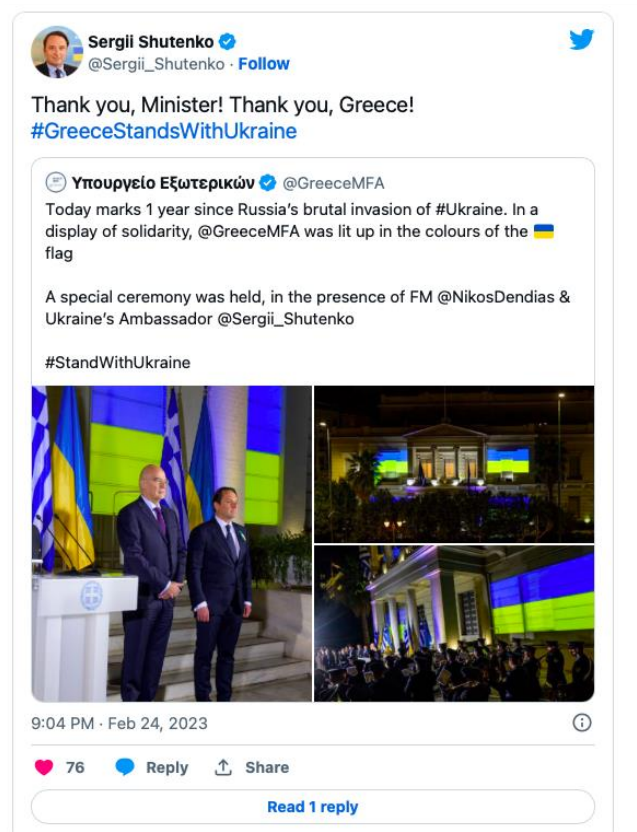 Sergii Shutenko
@Sergii_Shutenko · Follow
Thank you, Minister! Thank you, Greece!
#GreeceStandsWithUkraine
Υπουργείο Εξωτερικών @GreeceMFA
Today marks 1 year since Russia's brutal invasion of #Ukraine. In a
display of solidarity, @GreeceMFA was lit up in the colours of the 🇺🇦
flag
A special ceremony was held, in the presence of FM @NikosDendias &
Ukraine's Ambassador @Sergii_Shutenko
#StandWithUkraine
9:04 PM · Feb 24, 2023
76 Reply Share
Read 1 reply